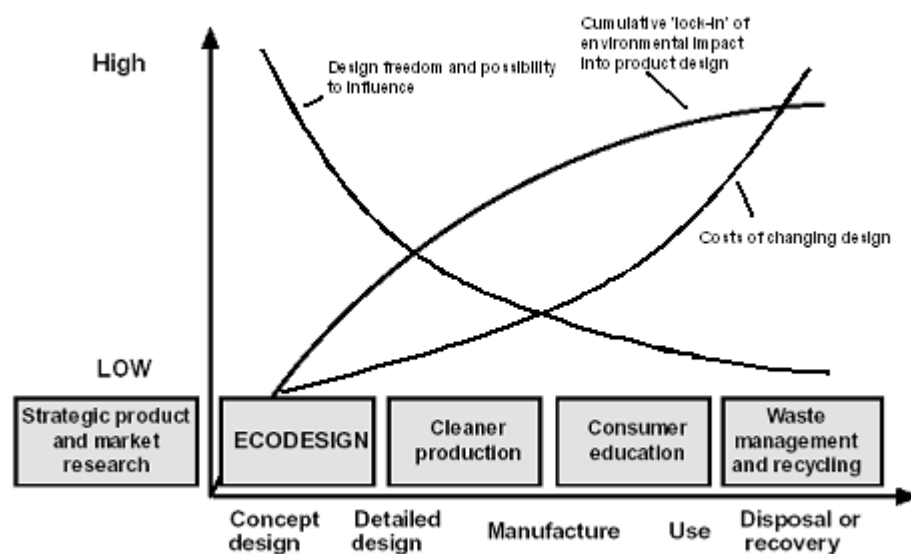 High
Design freedom and possibility
to influence
Cumulative 'lock-in' of
environmental impact
into product design
Costs of changing design
LOW
Strategic product
and market
research
ECODESIGN
Cleaner
production
Consumer
education
Waste
management
and recycling
Concept
design
Detailed
design
Manufacture
Use
Disposal or
recovery